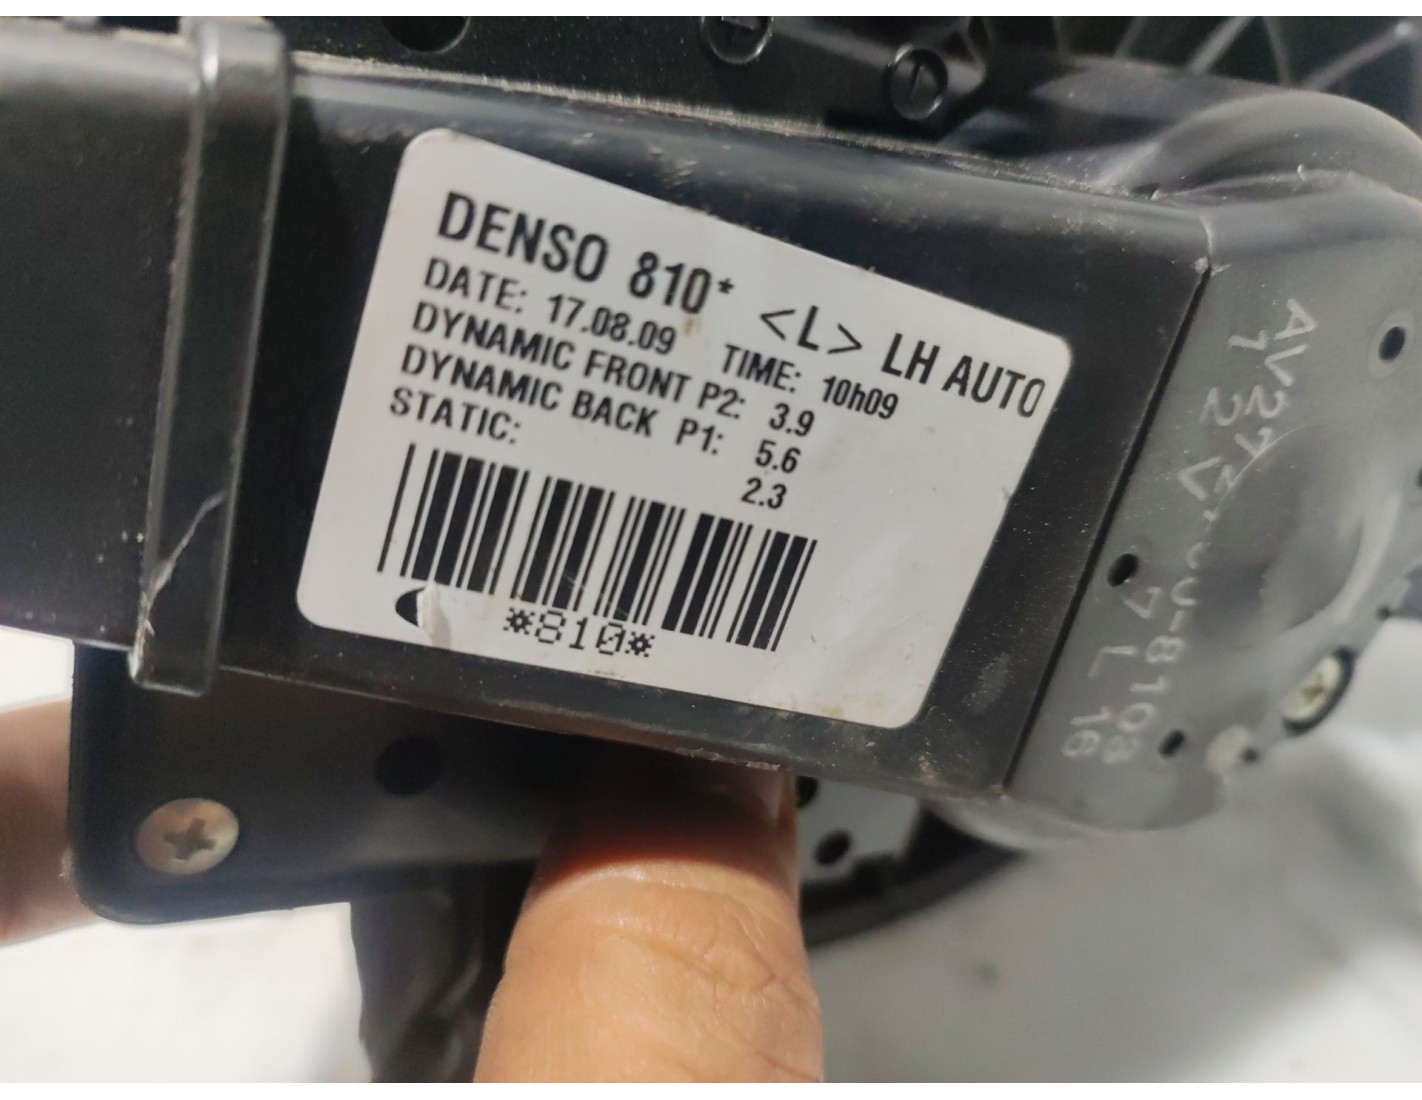 DENSO 810* <L> LH AUTO
DATE: 17.08.09 TIME: 10h09
DYNAMIC FRONT P2: 3.9
DYNAMIC BACK P1: 5.6
STATIC: 2.3
*810*
12V 7L16